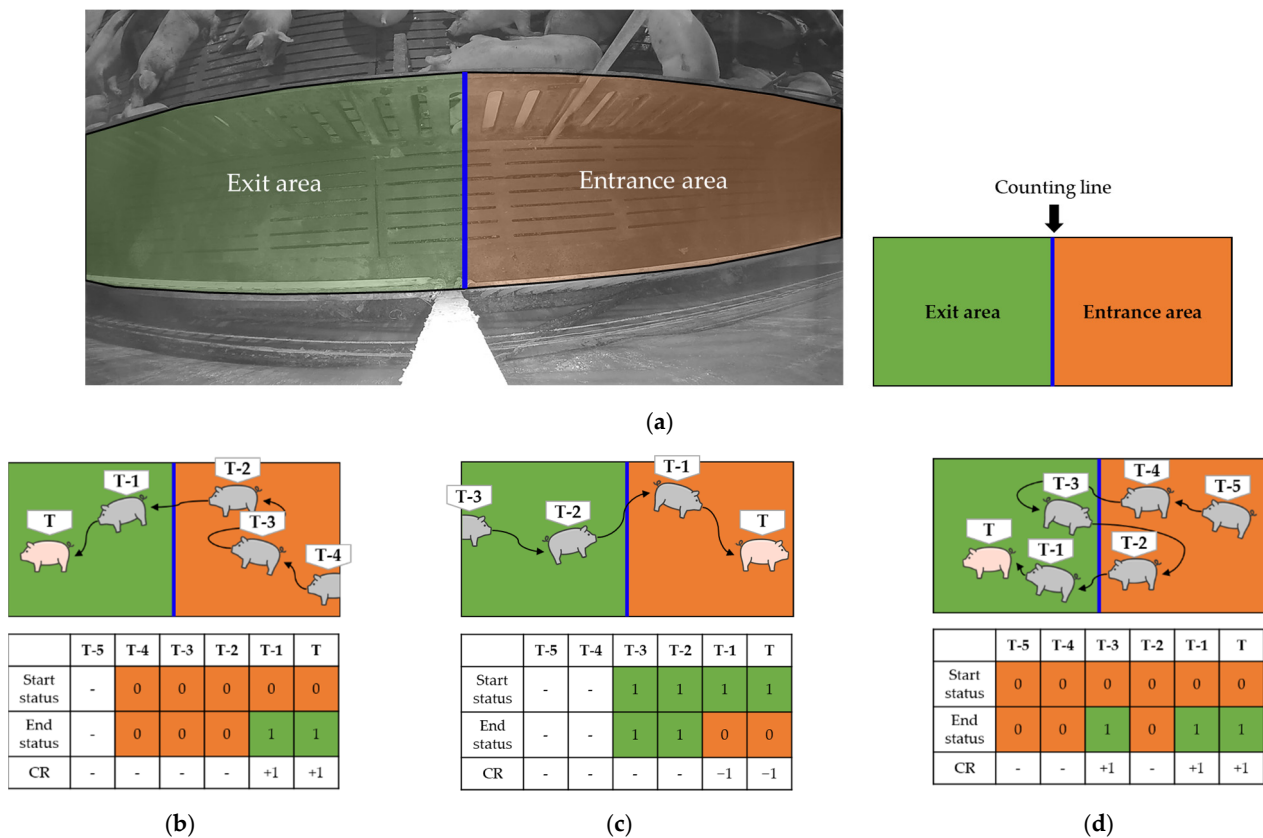 Exit area
Entrance area
Counting line
Exit area
Entrance area
(a)
T-2
T-1
T
T-3
T-4
T-5 T-4 T-3 T-2 T-1 T
Start status - 0 0 0 0 0
End status - 0 0 0 1 1
CR - - - - +1 +1
(b)
T-1
T-3
T-2
T
T-5 T-4 T-3 T-2 T-1 T
Start status - - 1 1 1 1
End status - - 1 1 0 0
CR - - - - −1 −1
(c)
T-4
T-3
T-5
T
T-1
T-2
T-5 T-4 T-3 T-2 T-1 T
Start status 0 0 0 0 0 0
End status 0 0 1 0 1 1
CR - - +1 - +1 +1
(d)